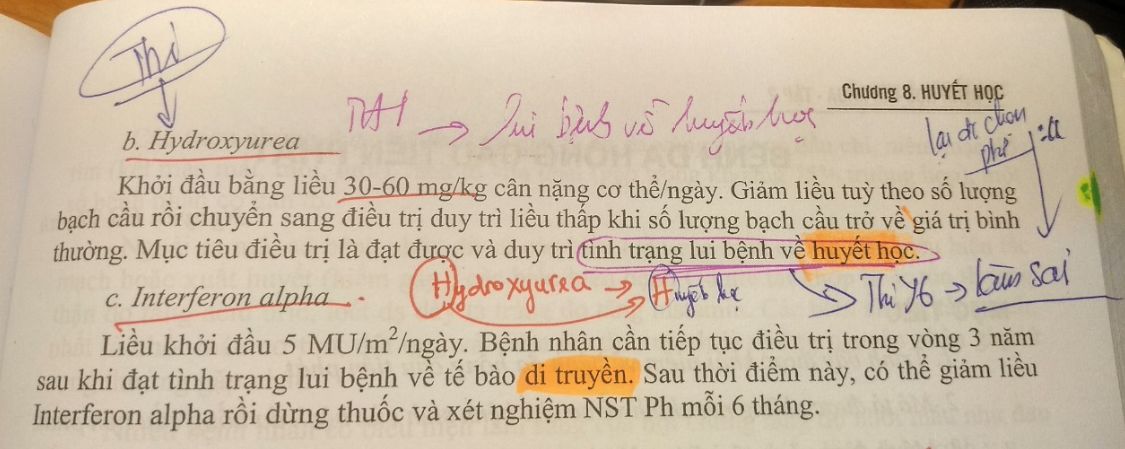 Thi
Chương 8. HUYẾT HỌC
→ lui bệnh về huyết học
lại đi chọn
b. Hydroxyurea
Khởi đầu bằng liều 30-60 mg/kg cân nặng cơ thể/ngày. Giảm liều tuỳ theo số lượng
bạch cầu rồi chuyển sang điều trị duy trì liều thấp khi số lượng bạch cầu trở về giá trị bình
thường. Mục tiêu điều trị là đạt được và duy trì tình trạng lui bệnh về huyết học.
Hydroxyurea → Huyết học
Thi Y6 → làm sai
c. Interferon alpha
Liều khởi đầu 5 MU/m²/ngày. Bệnh nhân cần tiếp tục điều trị trong vòng 3 năm
sau khi đạt tình trạng lui bệnh về tế bào di truyền. Sau thời điểm này, có thể giảm liều
Interferon alpha rồi dừng thuốc và xét nghiệm NST Ph mỗi 6 tháng.